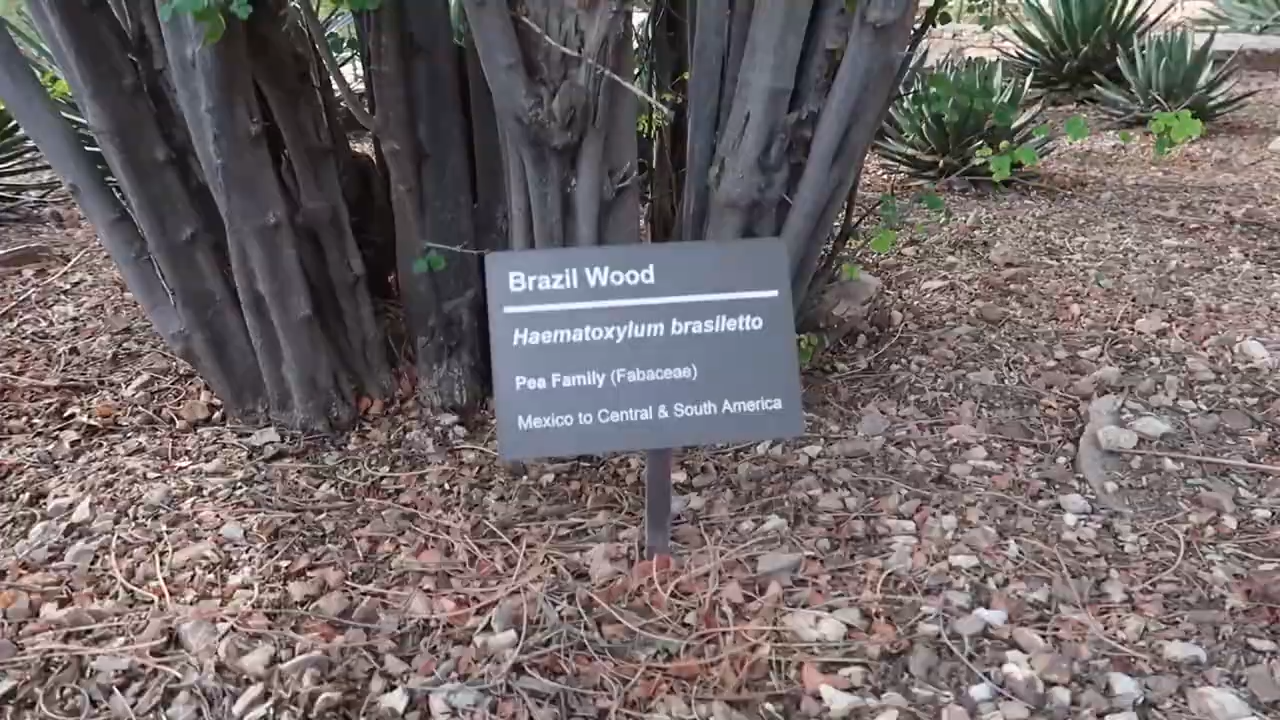 Brazil Wood
Haematoxylum brasiletto
Pea Family (Fabaceae)
Mexico to Central & South America